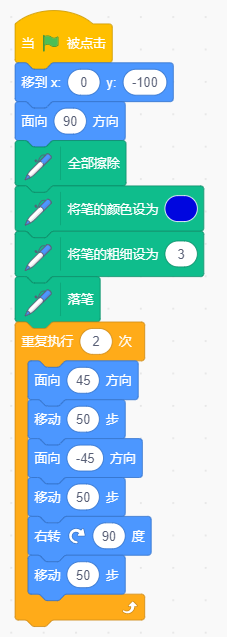 当 被点击
移到 x: 0 y: -100
面向 90 方向
全部擦除
将笔的颜色设为
将笔的粗细设为 3
落笔
重复执行 2 次
面向 45 方向
移动 50 步
面向 -45 方向
移动 50 步
右转 90 度
移动 50 步